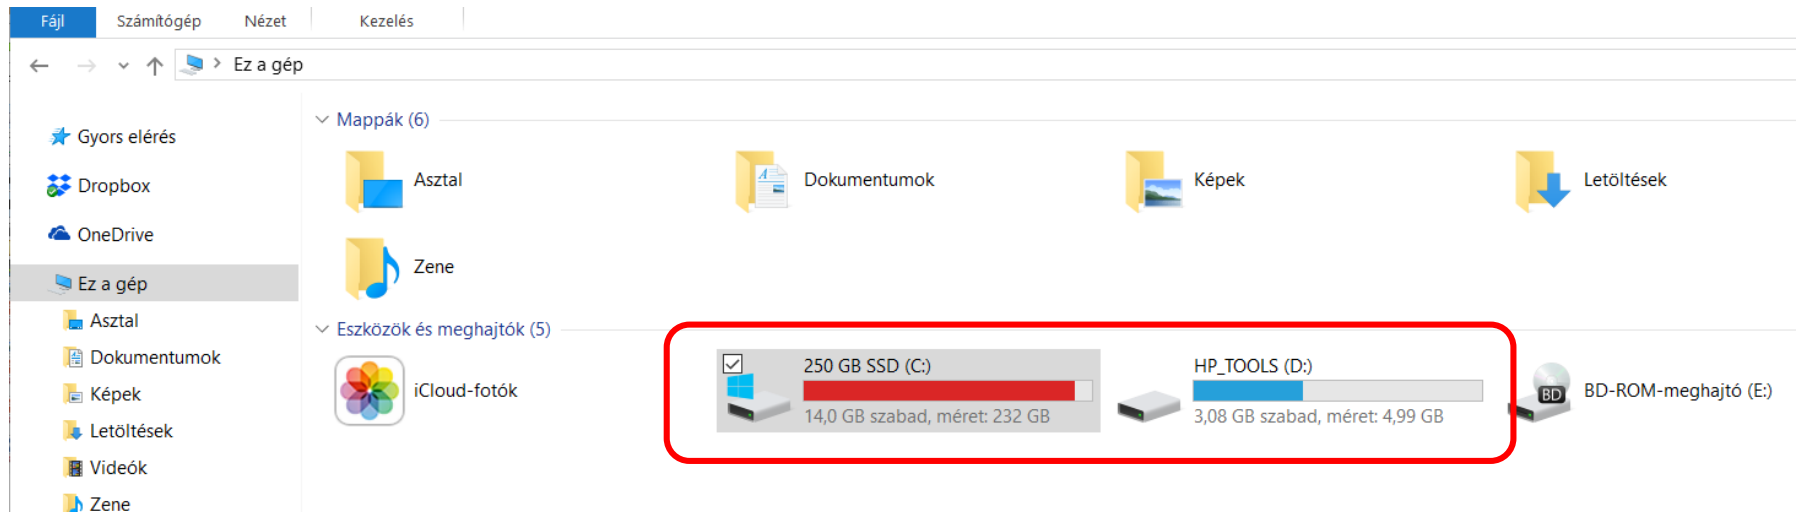 Fájl Számítógép Nézet Kezelés
Ez a gép
Gyors elérés
Dropbox
OneDrive
Ez a gép
Asztal
Dokumentumok
Képek
Letöltések
Videók
Zene
Mappák (6)
Asztal Dokumentumok Képek Letöltések
Zene
Eszközök és meghajtók (5)
iCloud-fotók
250 GB SSD (C:)
14,0 GB szabad, méret: 232 GB
HP_TOOLS (D:)
3,08 GB szabad, méret: 4,99 GB
BD
BD-ROM-meghajtó (E:)